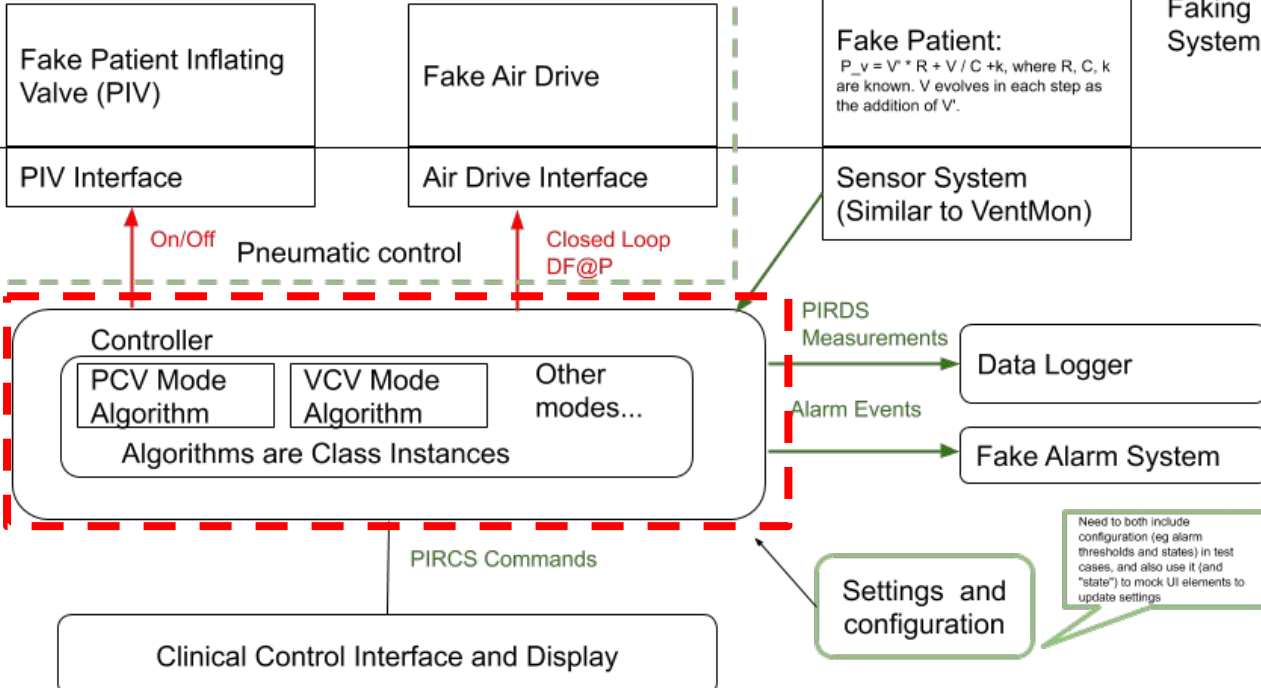 Fake Patient Inflating
Valve (PIV)
Fake Air Drive
Fake Patient:
P_v = V' * R + V / C +k, where R, C, k
are known. V evolves in each step as
the addition of V'.
Faking
System
PIV Interface
Air Drive Interface
Sensor System
(Similar to VentMon)
On/Off
Pneumatic control
Closed Loop
DF@P
PIRDS
Measurements
Controller
PCV Mode
Algorithm
VCV Mode
Algorithm
Other
modes...
Algorithms are Class Instances
Data Logger
Alarm Events
Fake Alarm System
PIRCS Commands
Settings and
configuration
Need to both include
configuration (eg alarm
thresholds and states) in test
cases, and also use it (and
"state") to mock UI elements to
update settings
Clinical Control Interface and Display